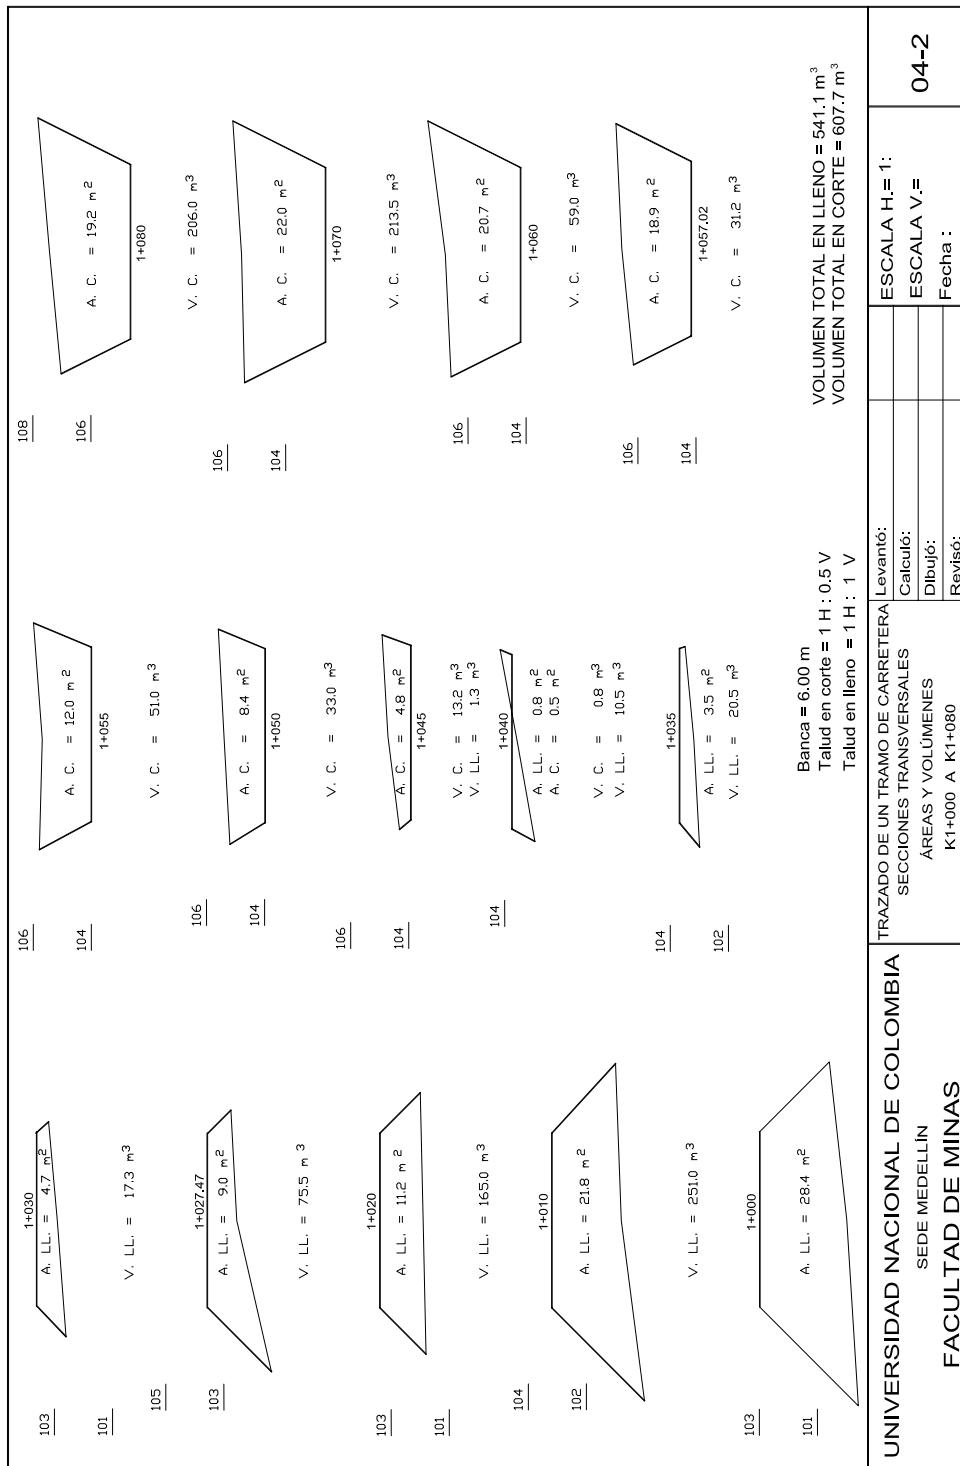 103
101
1+030
A. LL. = 4.7 m²
V. LL. = 17.3 m³
105
103
1+027.47
A. LL. = 9.0 m²
V. LL. = 75.5 m³
103
101
1+020
A. LL. = 11.2 m²
V. LL. = 165.0 m³
104
102
1+010
A. LL. = 21.8 m²
V. LL. = 251.0 m³
103
101
1+000
A. LL. = 28.4 m²
106
104
A. C. = 12.0 m²
1+055
V. C. = 51.0 m³
106
104
A. C. = 8.4 m²
1+050
V. C. = 33.0 m³
106
104
A. C. = 4.8 m²
1+045
V. C. = 13.2 m³
V. LL. = 1.3 m³
104
1+040
A. LL. = 0.8 m²
A. C. = 0.5 m²
V. C. = 0.8 m³
V. LL. = 10.5 m³
104
102
1+035
A. LL. = 3.5 m²
V. LL. = 20.5 m³
Banca = 6.00 m
Talud en corte = 1 H : 0.5 V
Talud en lleno = 1 H : 1 V
108
106
A. C. = 19.2 m²
1+080
V. C. = 206.0 m³
106
104
A. C. = 22.0 m²
1+070
V. C. = 213.5 m³
106
104
A. C. = 20.7 m²
1+060
V. C. = 59.0 m³
106
104
A. C. = 18.9 m²
1+057.02
V. C. = 31.2 m³
VOLUMEN TOTAL EN LLENO = 541.1 m³
VOLUMEN TOTAL EN CORTE = 607.7 m³
UNIVERSIDAD NACIONAL DE COLOMBIA
SEDE MEDELLÍN
FACULTAD DE MINAS
TRAZADO DE UN TRAMO DE CARRETERA
SECCIONES TRANSVERSALES
ÁREAS Y VOLÚMENES
K1+000 A K1+080
Levantó:
Calculó:
Dibujó:
Revisó:
ESCALA H.= 1:
ESCALA V.=
Fecha :
04-2